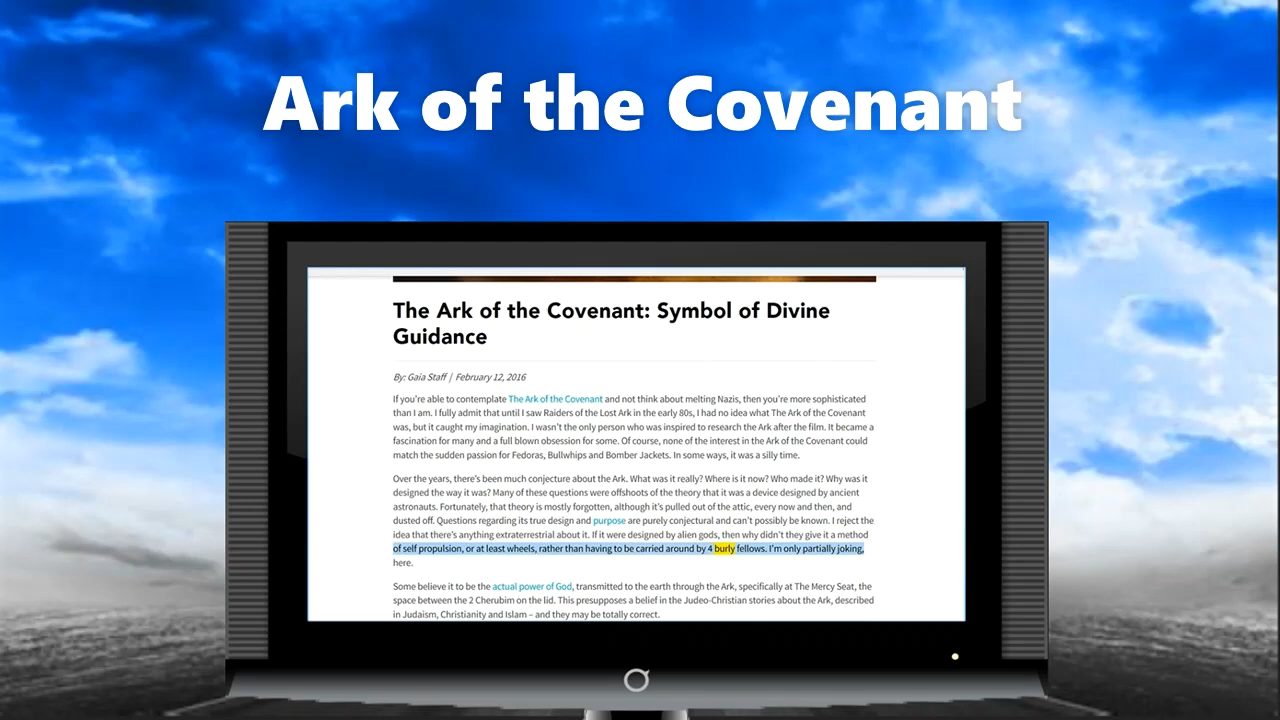 Ark of the Covenant
The Ark of the Covenant: Symbol of Divine
Guidance
By: Gaia Staff | February 12, 2016
If you're able to contemplate The Ark of the Covenant and not think about melting Nazis, then you're more sophisticated
than I am. I fully admit that until I saw Raiders of the Lost Ark in the early 80s, I had no idea what The Ark of the Covenant
was, but it caught my imagination. I wasn't the only person who was inspired to research the Ark after the film. It became a
fascination for many and a full blown obsession for some. Of course, none of the interest in the Ark of the Covenant could
match the sudden passion for Fedoras, Bullwhips and Bomber Jackets. In some ways, it was a silly time.
Over the years, there's been much conjecture about the Ark. What was it really? Where is it now? Who made it? Why was it
designed the way it was? Many of these questions were offshoots of the theory that it was a device designed by ancient
astronauts. Fortunately, that theory is mostly forgotten, although it's pulled out of the attic, every now and then, and
dusted off. Questions regarding its true design and purpose are purely conjectural and can't possibly be known. I reject the
idea that there's anything extraterrestrial about it. If it were designed by alien gods, then why didn't they give it a method
of self propulsion, or at least wheels, rather than having to be carried around by 4 burly fellows. I'm only partially joking,
here.
Some believe it to be the actual power of God, transmitted to the earth through the Ark, specifically at The Mercy Seat, the
space between the 2 Cherubim on the lid. This presupposes a belief in the Judeo-Christian stories about the Ark, described
in Judaism, Christianity and Islam – and they may be totally correct.